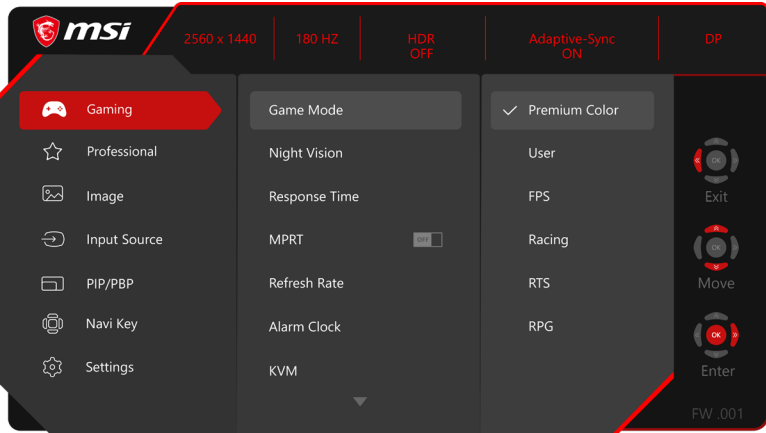 msi
2560 x 1440
180 HZ
HDR
OFF
Adaptive-Sync
ON
DP
Gaming
Professional
Image
Input Source
PIP/PBP
Navi Key
Settings
Game Mode
Night Vision
Response Time
MPRT
OFF
Refresh Rate
Alarm Clock
KVM
Premium Color
User
FPS
Racing
RTS
RPG
OK
Exit
OK
Move
OK
Enter
FW .001